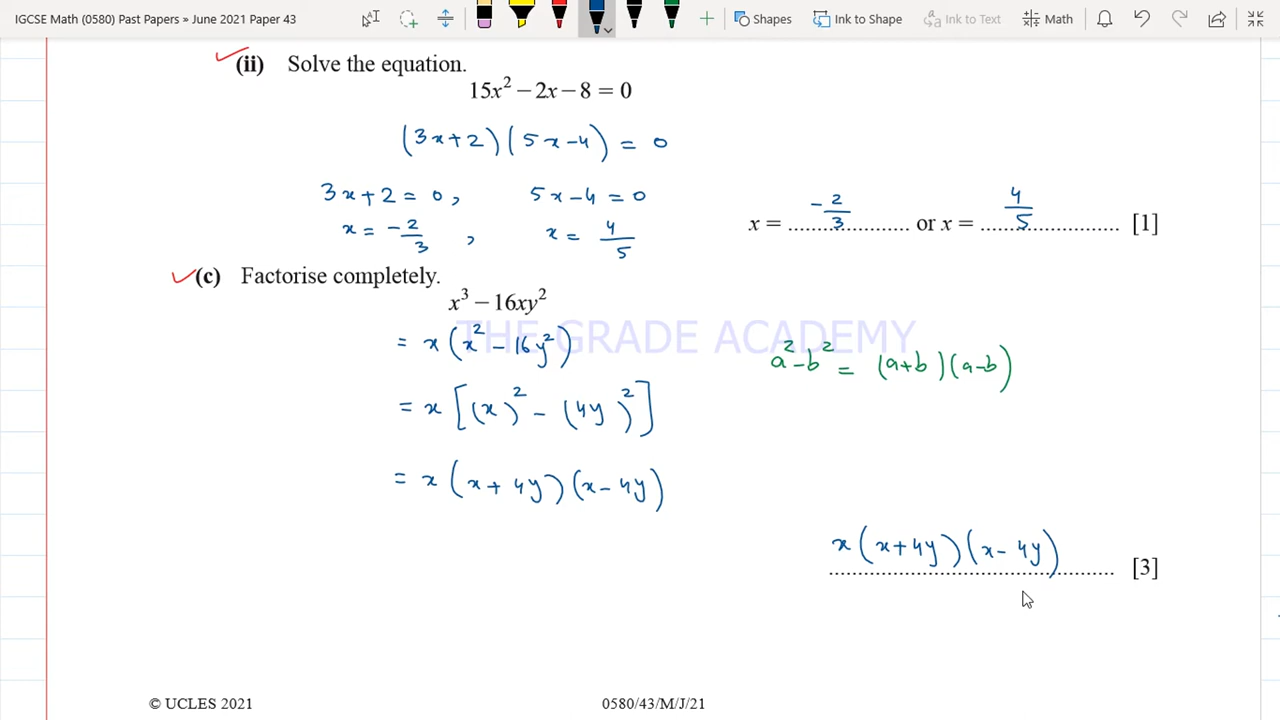 IGCSE Math (0580) Past Papers » June 2021 Paper 43
Shapes Ink to Shape Ink to Text Math
(ii) Solve the equation.
15x² − 2x − 8 = 0
(3x+2)(5x−4) = 0
3x+2 = 0, 5x−4 = 0
x = −2/3 , x = 4/5
x = −2/3 or x = 4/5 [1]
(c) Factorise completely.
x³ − 16xy²
THE GRADE ACADEMY
= x(x² − 16y²)
a² − b² = (a+b)(a−b)
= x[(x)² − (4y)²]
= x(x+4y)(x−4y)
x(x+4y)(x−4y) [3]
© UCLES 2021 0580/43/M/J/21